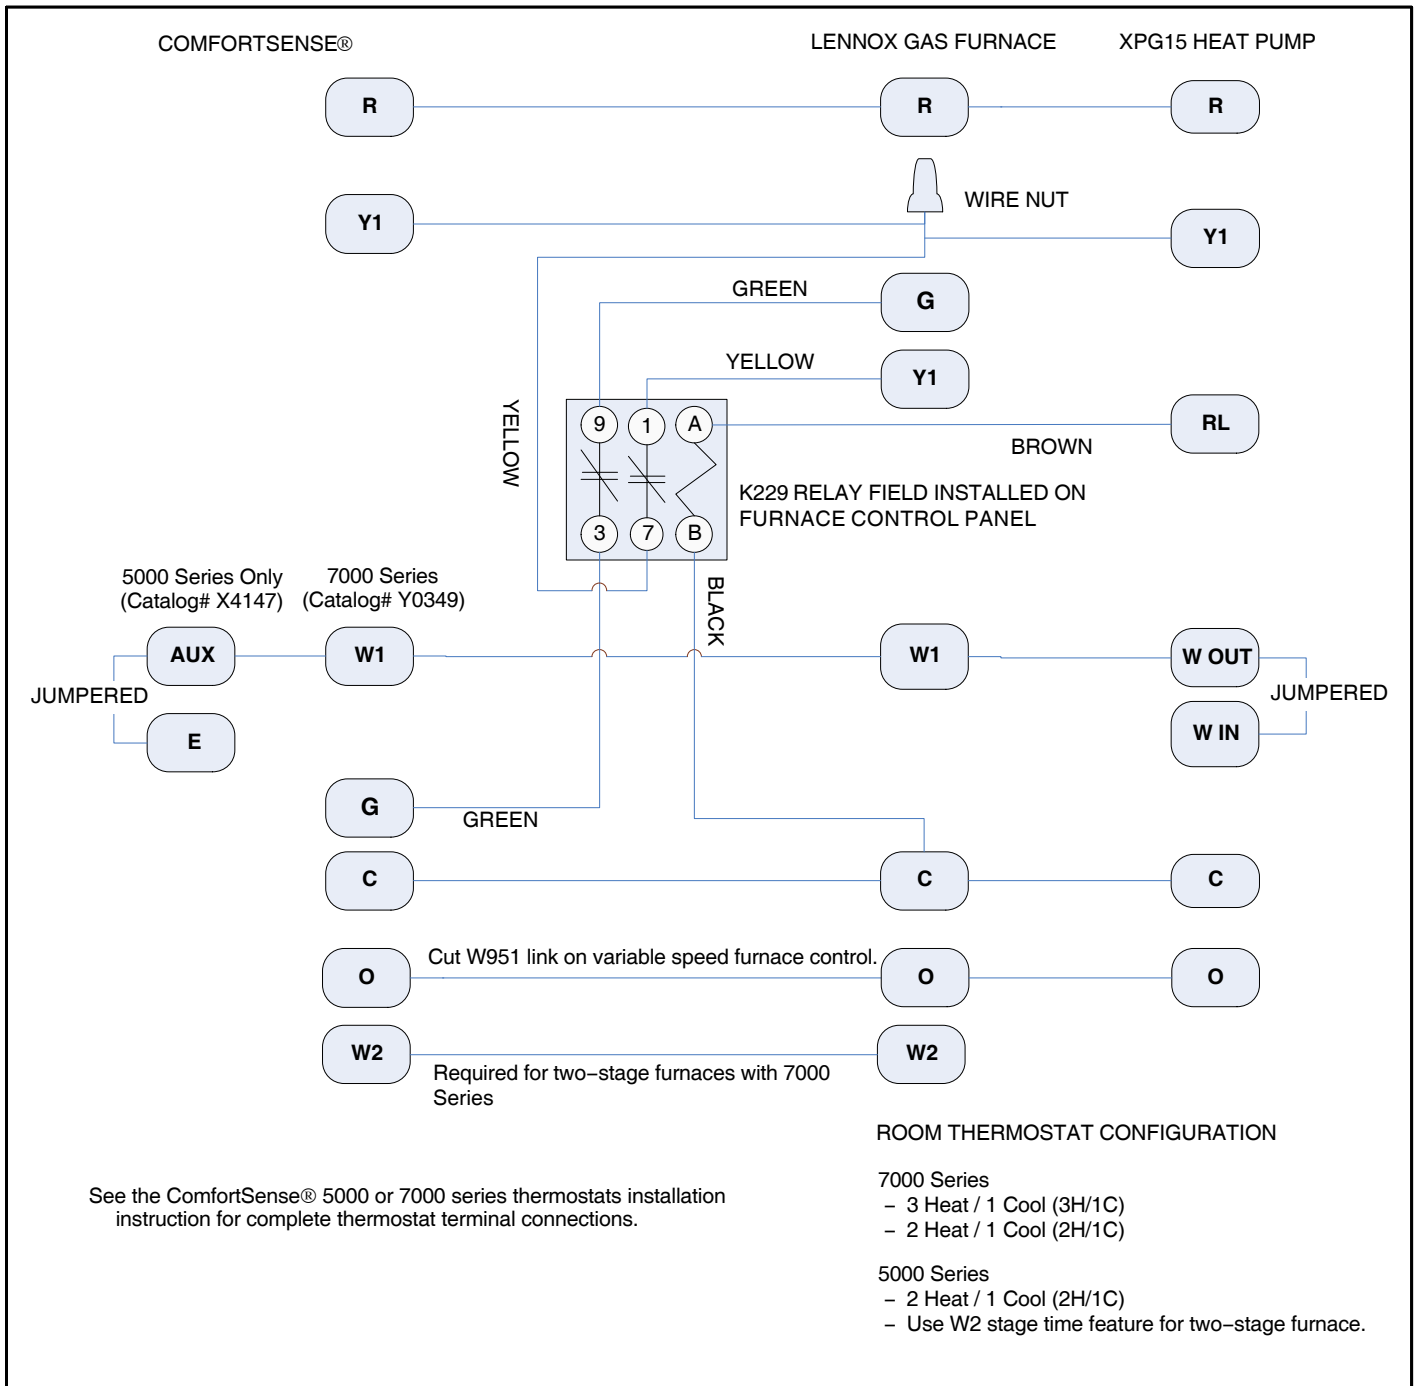 COMFORTSENSE®
LENNOX GAS FURNACE
XPG15 HEAT PUMP
R
R
R
WIRE NUT
Y1
Y1
G
GREEN
YELLOW
Y1
YELLOW
9
1
A
RL
BROWN
K229 RELAY FIELD INSTALLED ON
FURNACE CONTROL PANEL
3
7
B
BLACK
5000 Series Only
(Catalog# X4147)
7000 Series
(Catalog# Y0349)
AUX
W1
W1
W OUT
JUMPERED
JUMPERED
E
W IN
G
GREEN
C
C
C
Cut W951 link on variable speed furnace control.
O
O
O
W2
W2
Required for two−stage furnaces with 7000
Series
ROOM THERMOSTAT CONFIGURATION
7000 Series
− 3 Heat / 1 Cool (3H/1C)
− 2 Heat / 1 Cool (2H/1C)
5000 Series
− 2 Heat / 1 Cool (2H/1C)
− Use W2 stage time feature for two−stage furnace.
See the ComfortSense® 5000 or 7000 series thermostats installation
instruction for complete thermostat terminal connections.